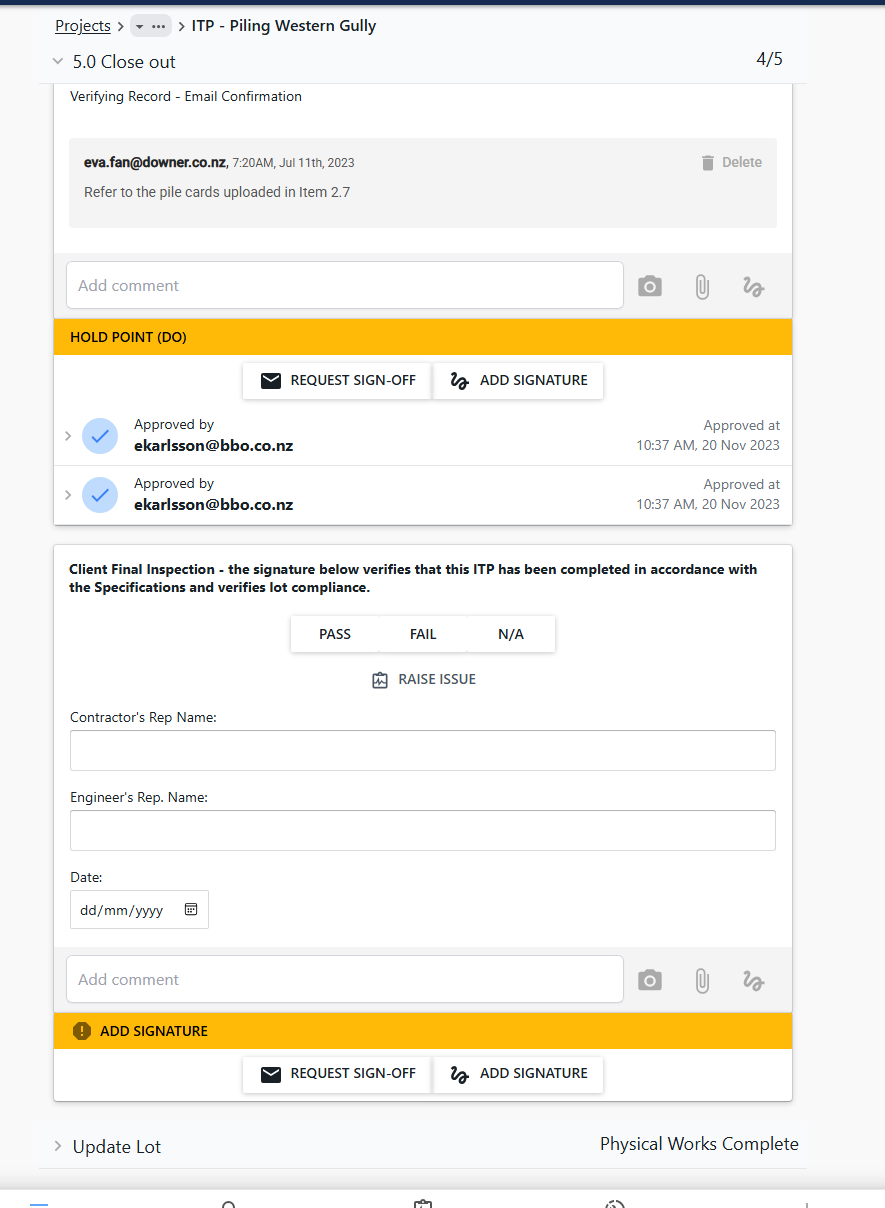 Projects > ... > ITP - Piling Western Gully
5.0 Close out 4/5
Verifying Record - Email Confirmation
eva.fan@downer.co.nz, 7:20AM, Jul 11th, 2023 Delete
Refer to the pile cards uploaded in Item 2.7
Add comment
HOLD POINT (DO)
REQUEST SIGN-OFF ADD SIGNATURE
Approved by Approved at
ekarlsson@bbo.co.nz 10:37 AM, 20 Nov 2023
Approved by Approved at
ekarlsson@bbo.co.nz 10:37 AM, 20 Nov 2023
Client Final Inspection - the signature below verifies that this ITP has been completed in accordance with
the Specifications and verifies lot compliance.
PASS FAIL N/A
RAISE ISSUE
Contractor's Rep Name:
Engineer's Rep. Name:
Date:
dd/mm/yyyy
Add comment
ADD SIGNATURE
REQUEST SIGN-OFF ADD SIGNATURE
Update Lot Physical Works Complete